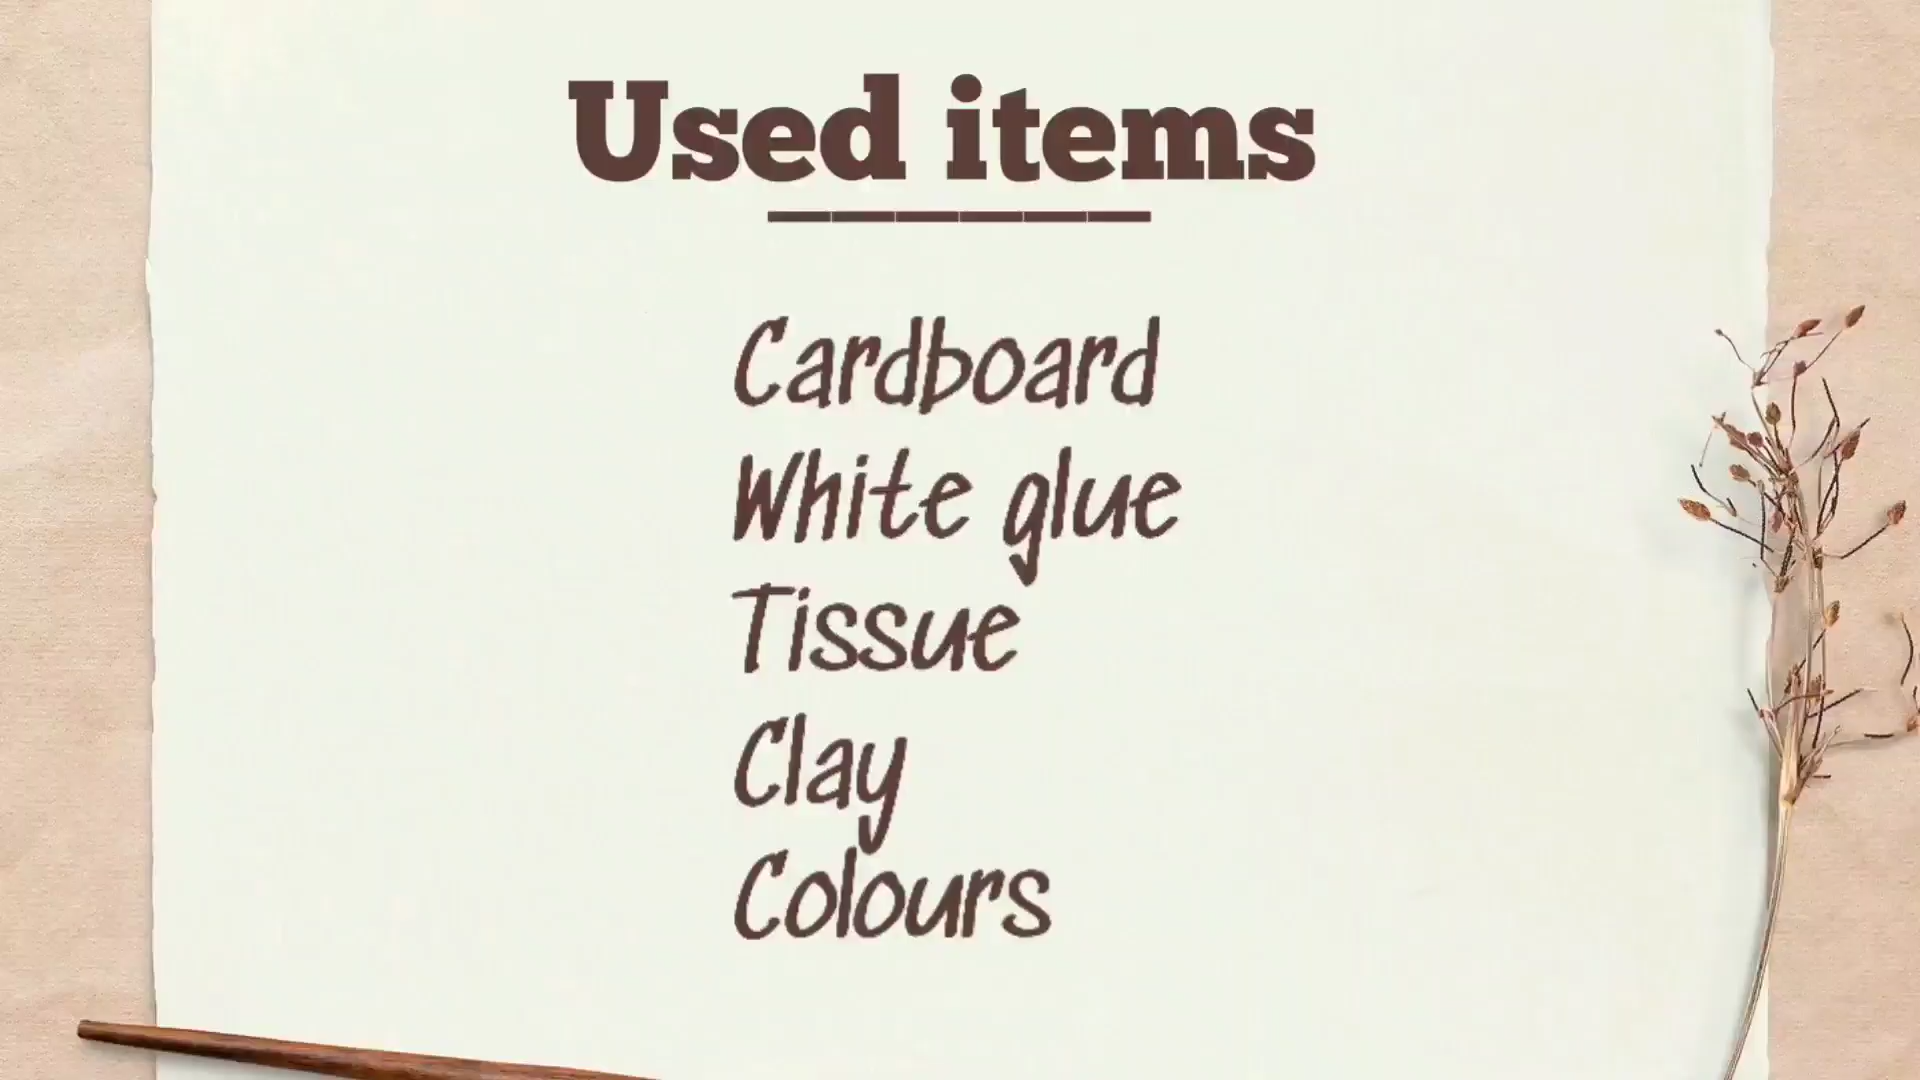 Used items
Cardboard
White glue
Tissue
Clay
Colours